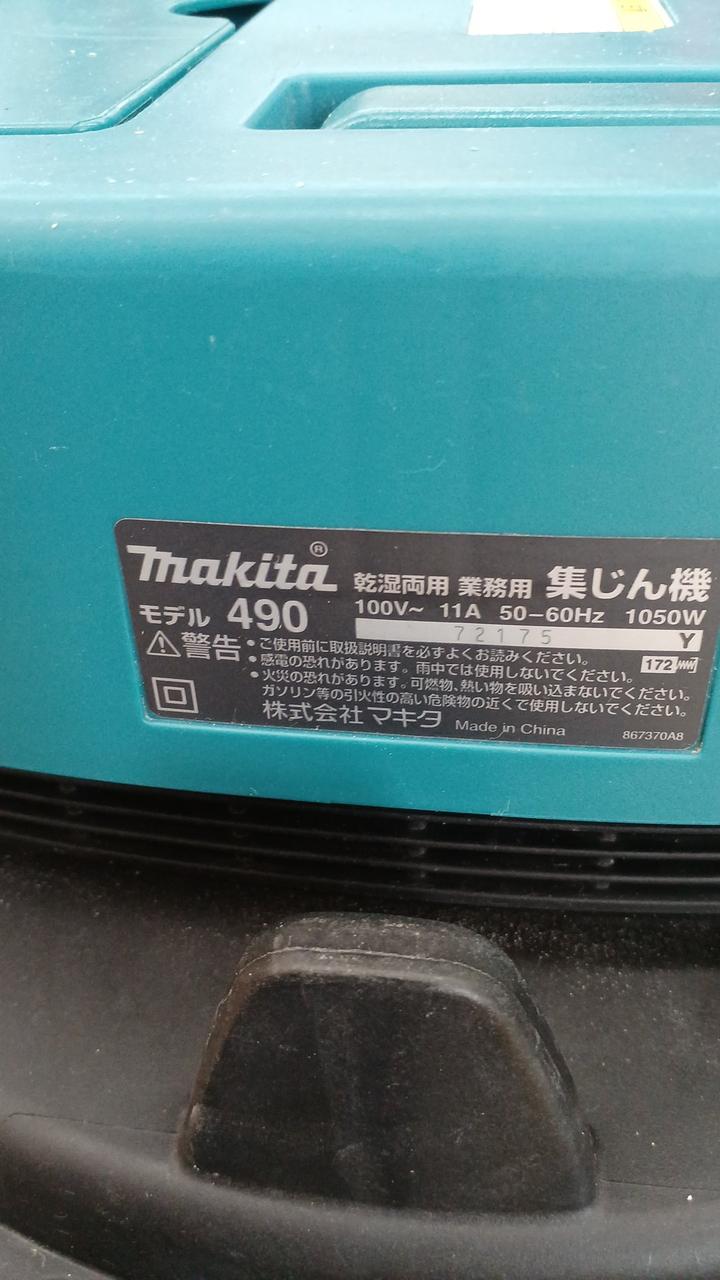 makita®
乾湿両用 業務用 集じん機
モデル 490
100V~ 11A 50-60Hz 1050W
72175 Y
⚠警告
• ご使用前に取扱説明書を必ずよくお読みください。
• 感電の恐れがあります。雨中では使用しないでください。
172
• 火災の恐れがあります。可燃物、熱い物を吸い込まないでください。
ガソリン等の引火性の高い危険物の近くで使用しないでください。
株式会社 マキタ Made in China 867370A8